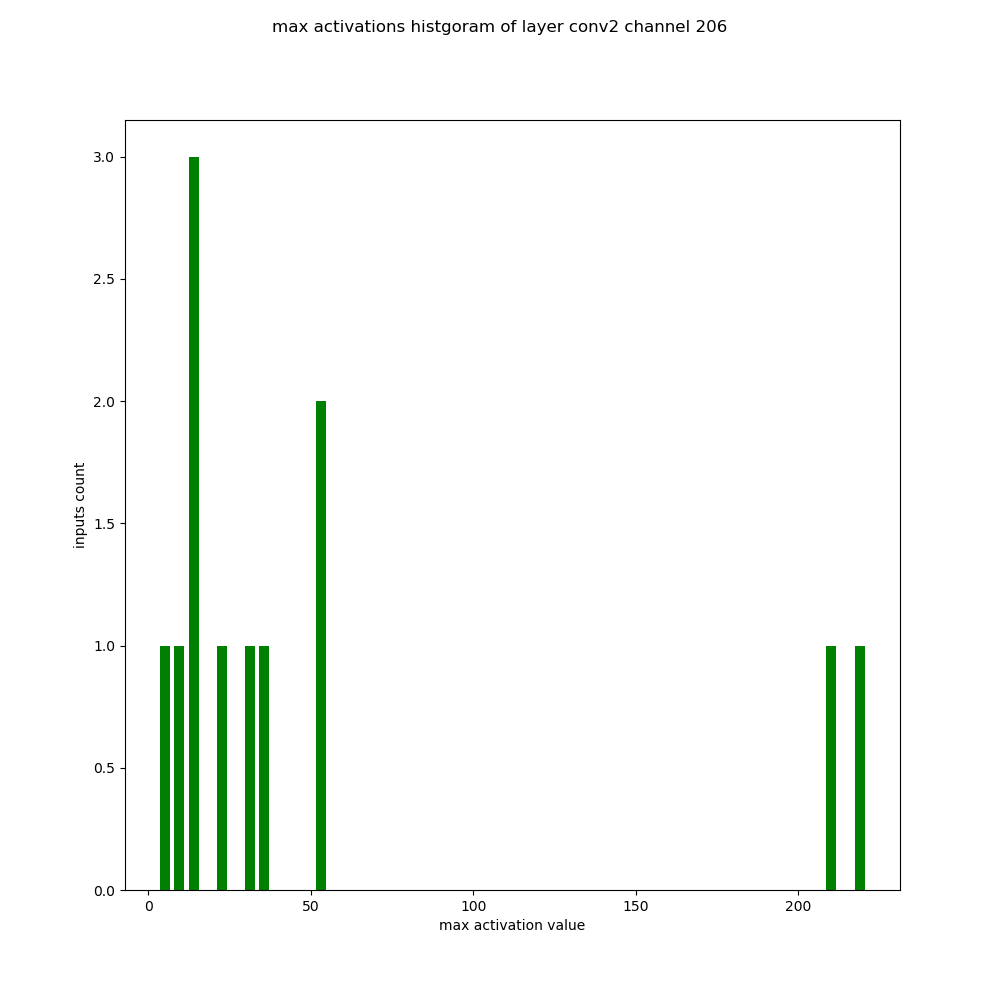 max activations histgoram of layer conv2 channel 206
3.0
2.5
2.0
1.5
1.0
0.5
0.0
inputs count
0 50 100 150 200
max activation value